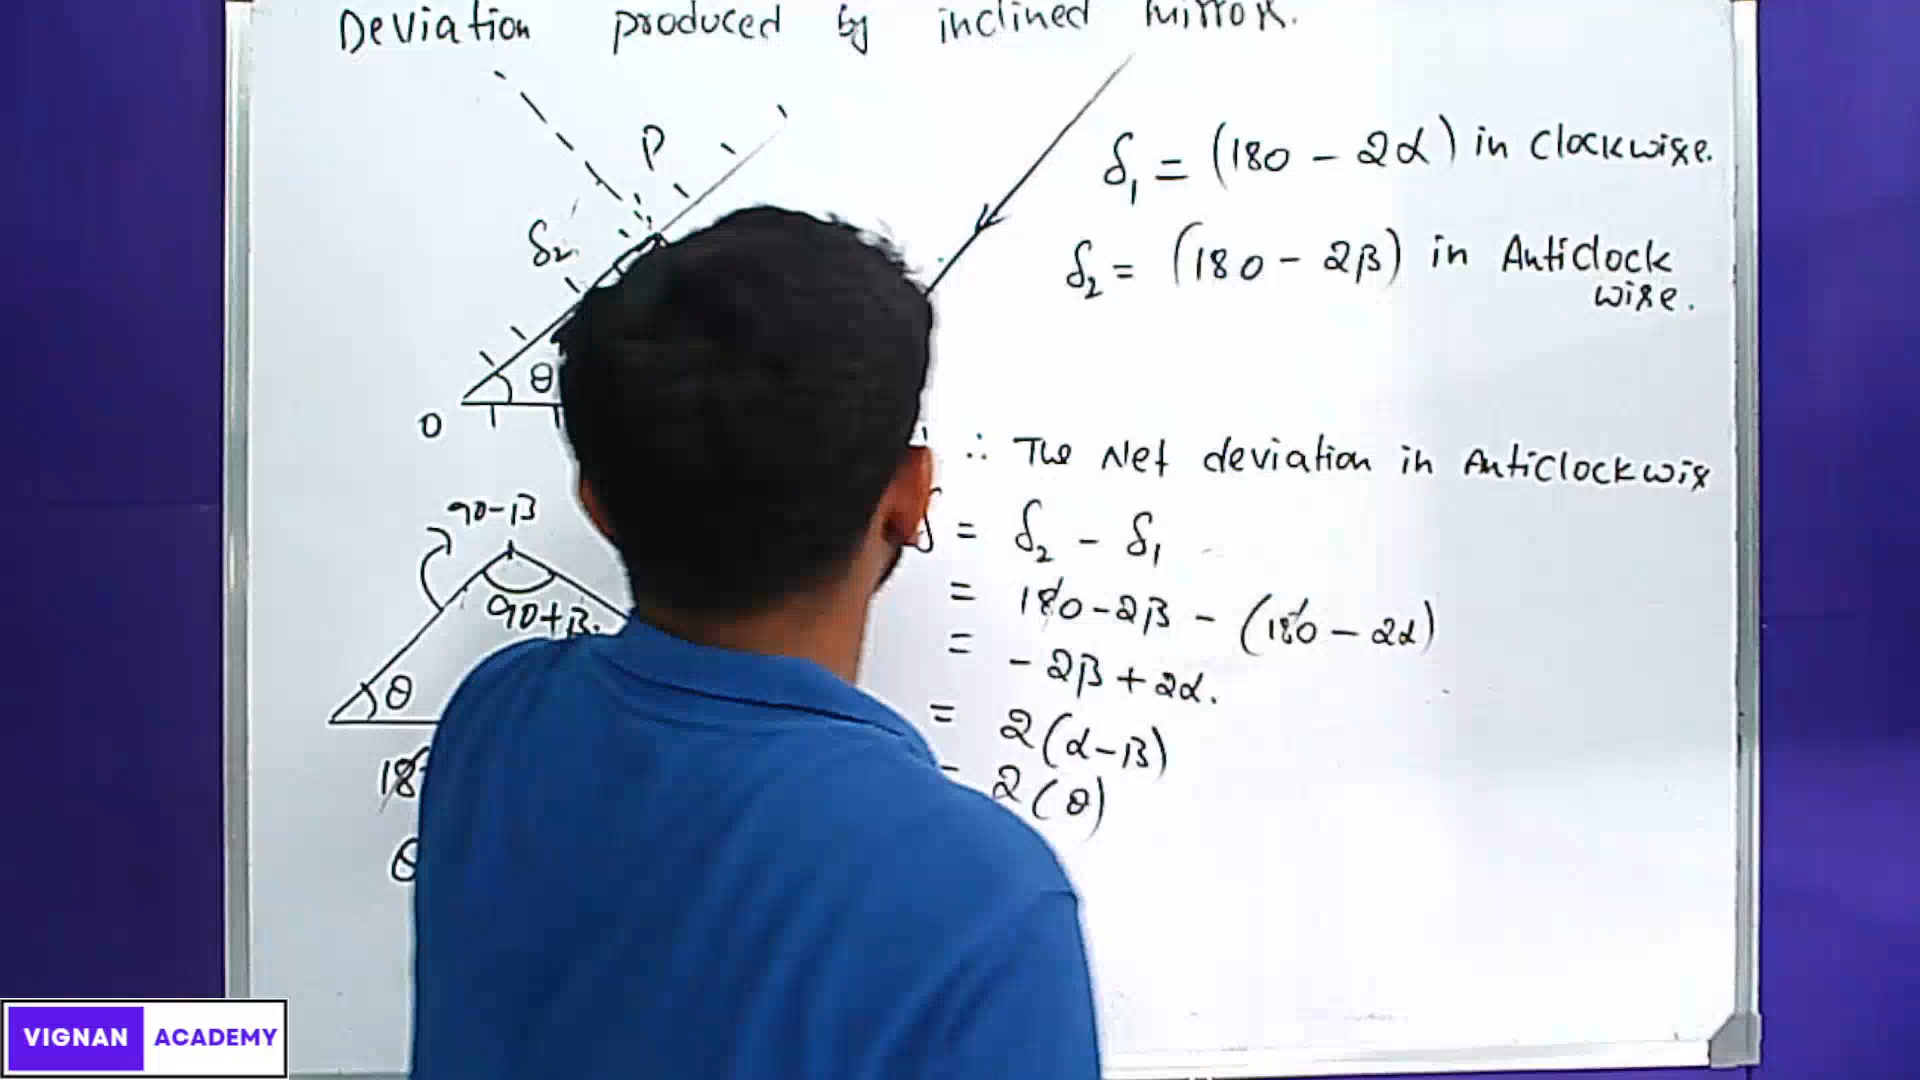 Deviation produced by inclined mirror.
P
δ₂
θ
O
δ₁ = (180 - 2α) in Clockwise.
δ₂ = (180 - 2β) in Anticlock
wise.
∴ The Net deviation in Anticlockwis
δ = δ₂ - δ₁
= 180-2β - (180 - 2α)
= - 2β + 2α.
= 2(α-β)
= 2(θ)
90-β
90+β.
θ
18
θ
VIGNAN ACADEMY